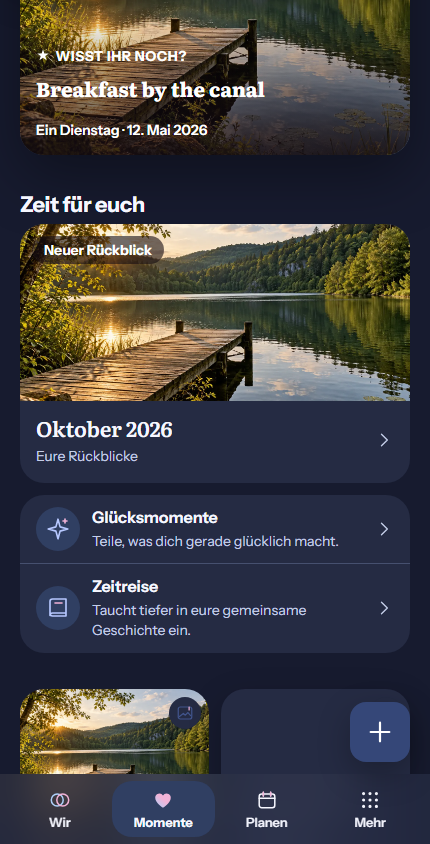 WISST IHR NOCH?
Breakfast by the canal
Ein Dienstag · 12. Mai 2026
Zeit für euch
Neuer Rückblick
Oktober 2026
Eure Rückblicke
Glücksmomente
Teile, was dich gerade glücklich macht.
Zeitreise
Taucht tiefer in eure gemeinsame
Geschichte ein.
Wir
Momente
Planen
Mehr